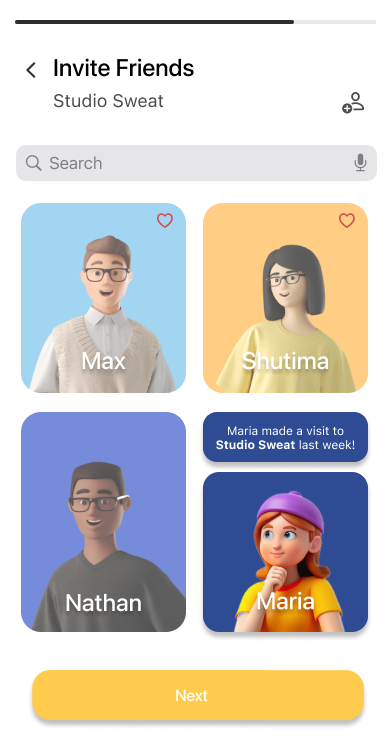 Invite Friends
Studio Sweat
Search
Max
Shutima
Maria made a visit to
Studio Sweat last week!
Nathan
Maria
Next